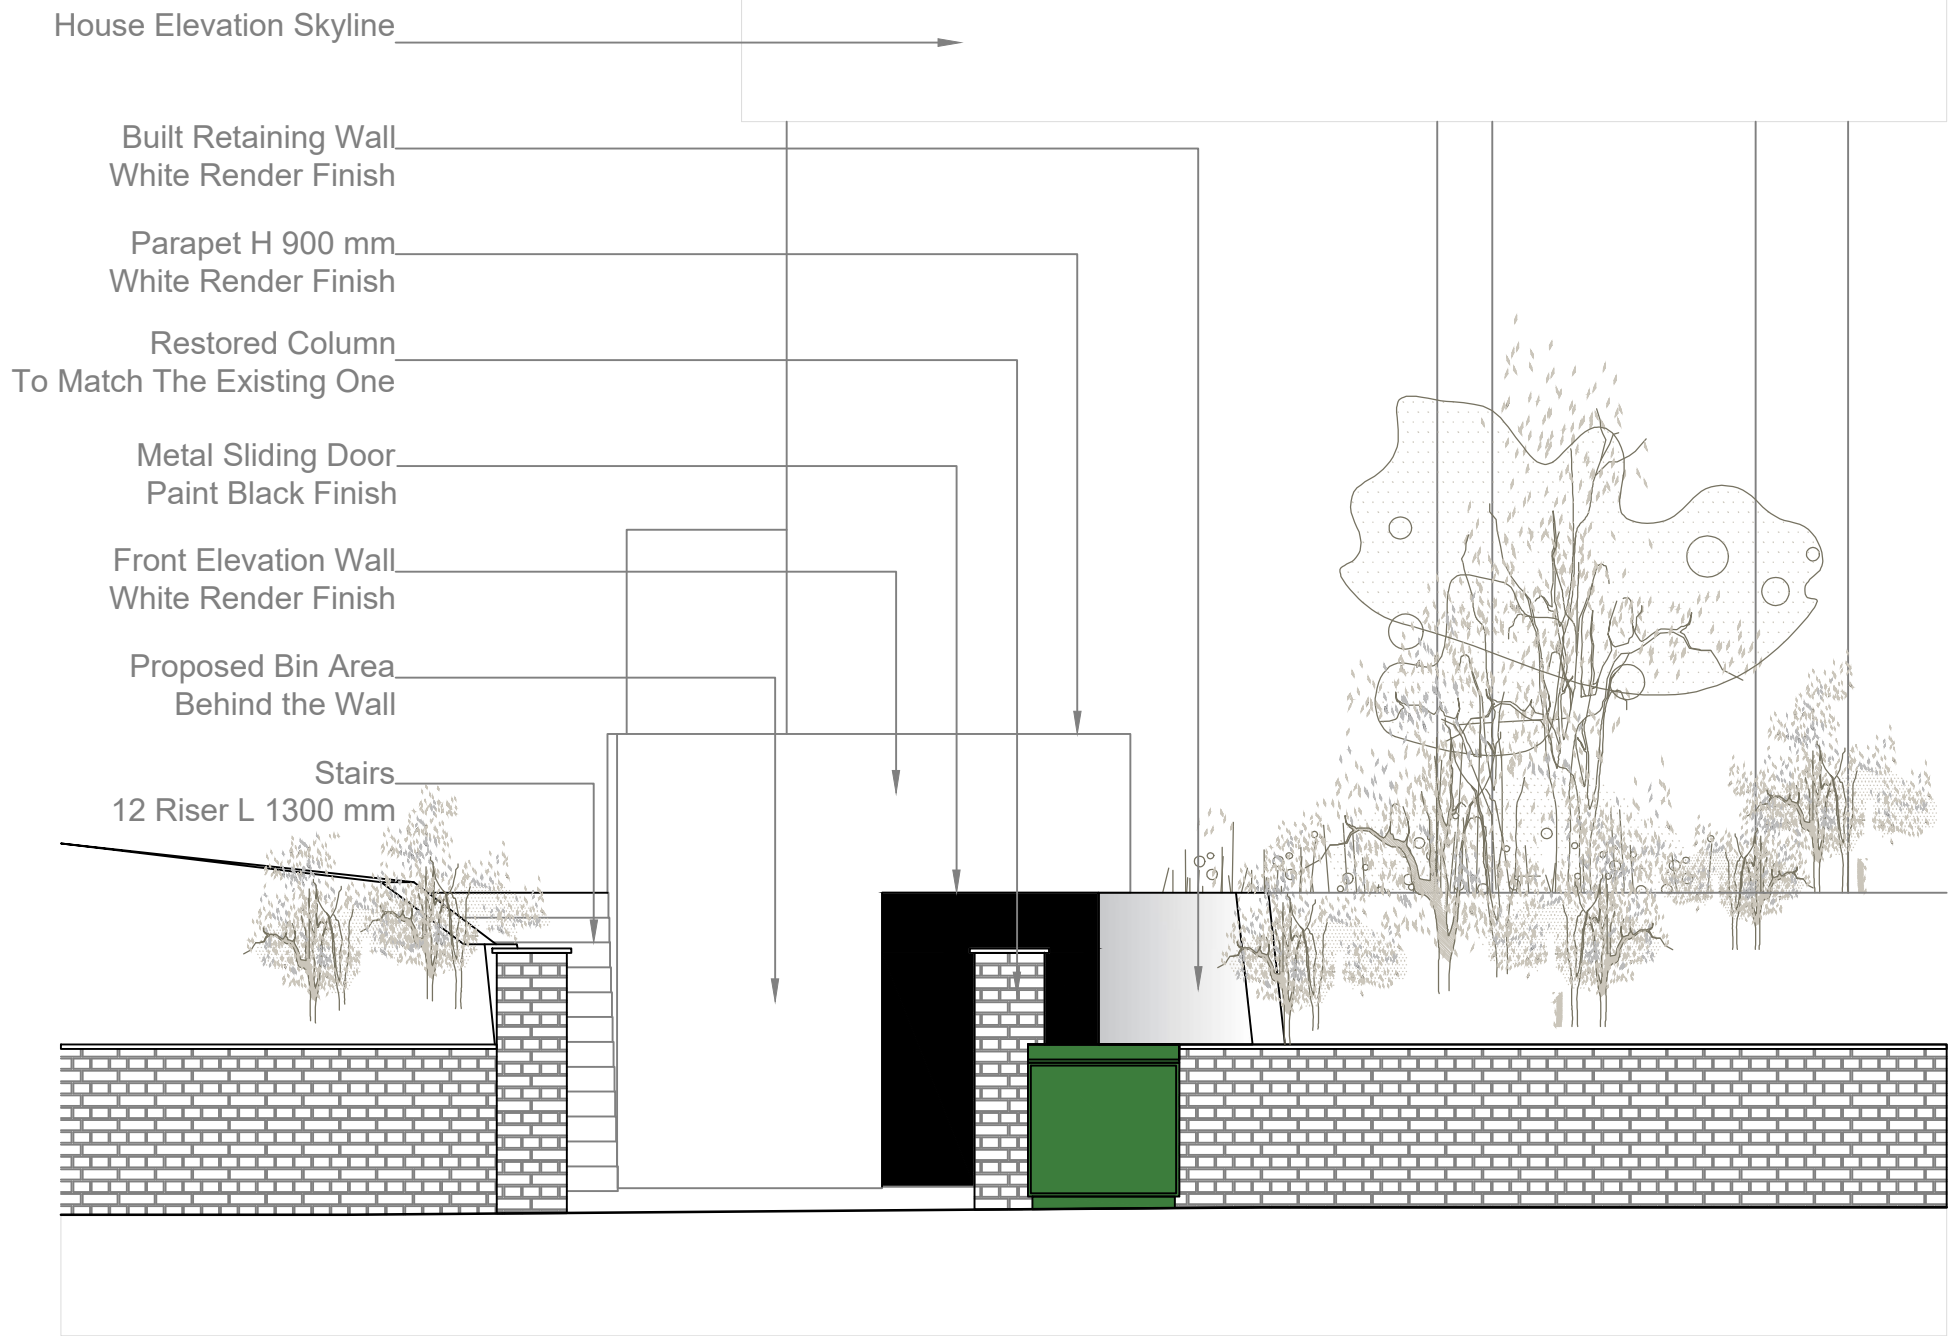 House Elevation Skyline
Built Retaining Wall
White Render Finish
Parapet H 900 mm
White Render Finish
Restored Column
To Match The Existing One
Metal Sliding Door
Paint Black Finish
Front Elevation Wall
White Render Finish
Proposed Bin Area
Behind the Wall
Stairs
12 Riser L 1300 mm